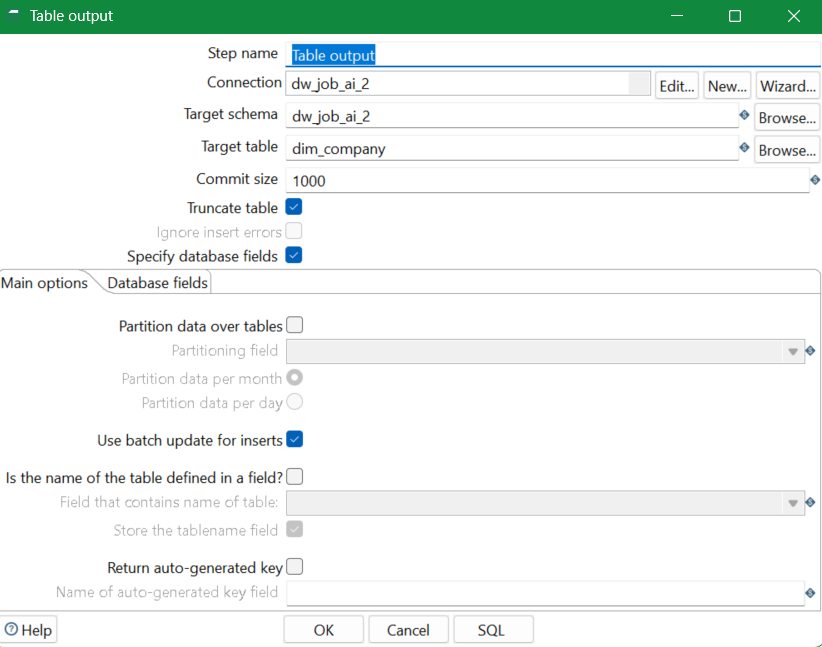 Table output
Step name Table output
Connection dw_job_ai_2 Edit... New... Wizard...
Target schema dw_job_ai_2 Browse...
Target table dim_company Browse...
Commit size 1000
Truncate table
Ignore insert errors
Specify database fields
Main options Database fields
Partition data over tables
Partitioning field
Partition data per month
Partition data per day
Use batch update for inserts
Is the name of the table defined in a field?
Field that contains name of table:
Store the tablename field
Return auto-generated key
Name of auto-generated key field
Help OK Cancel SQL